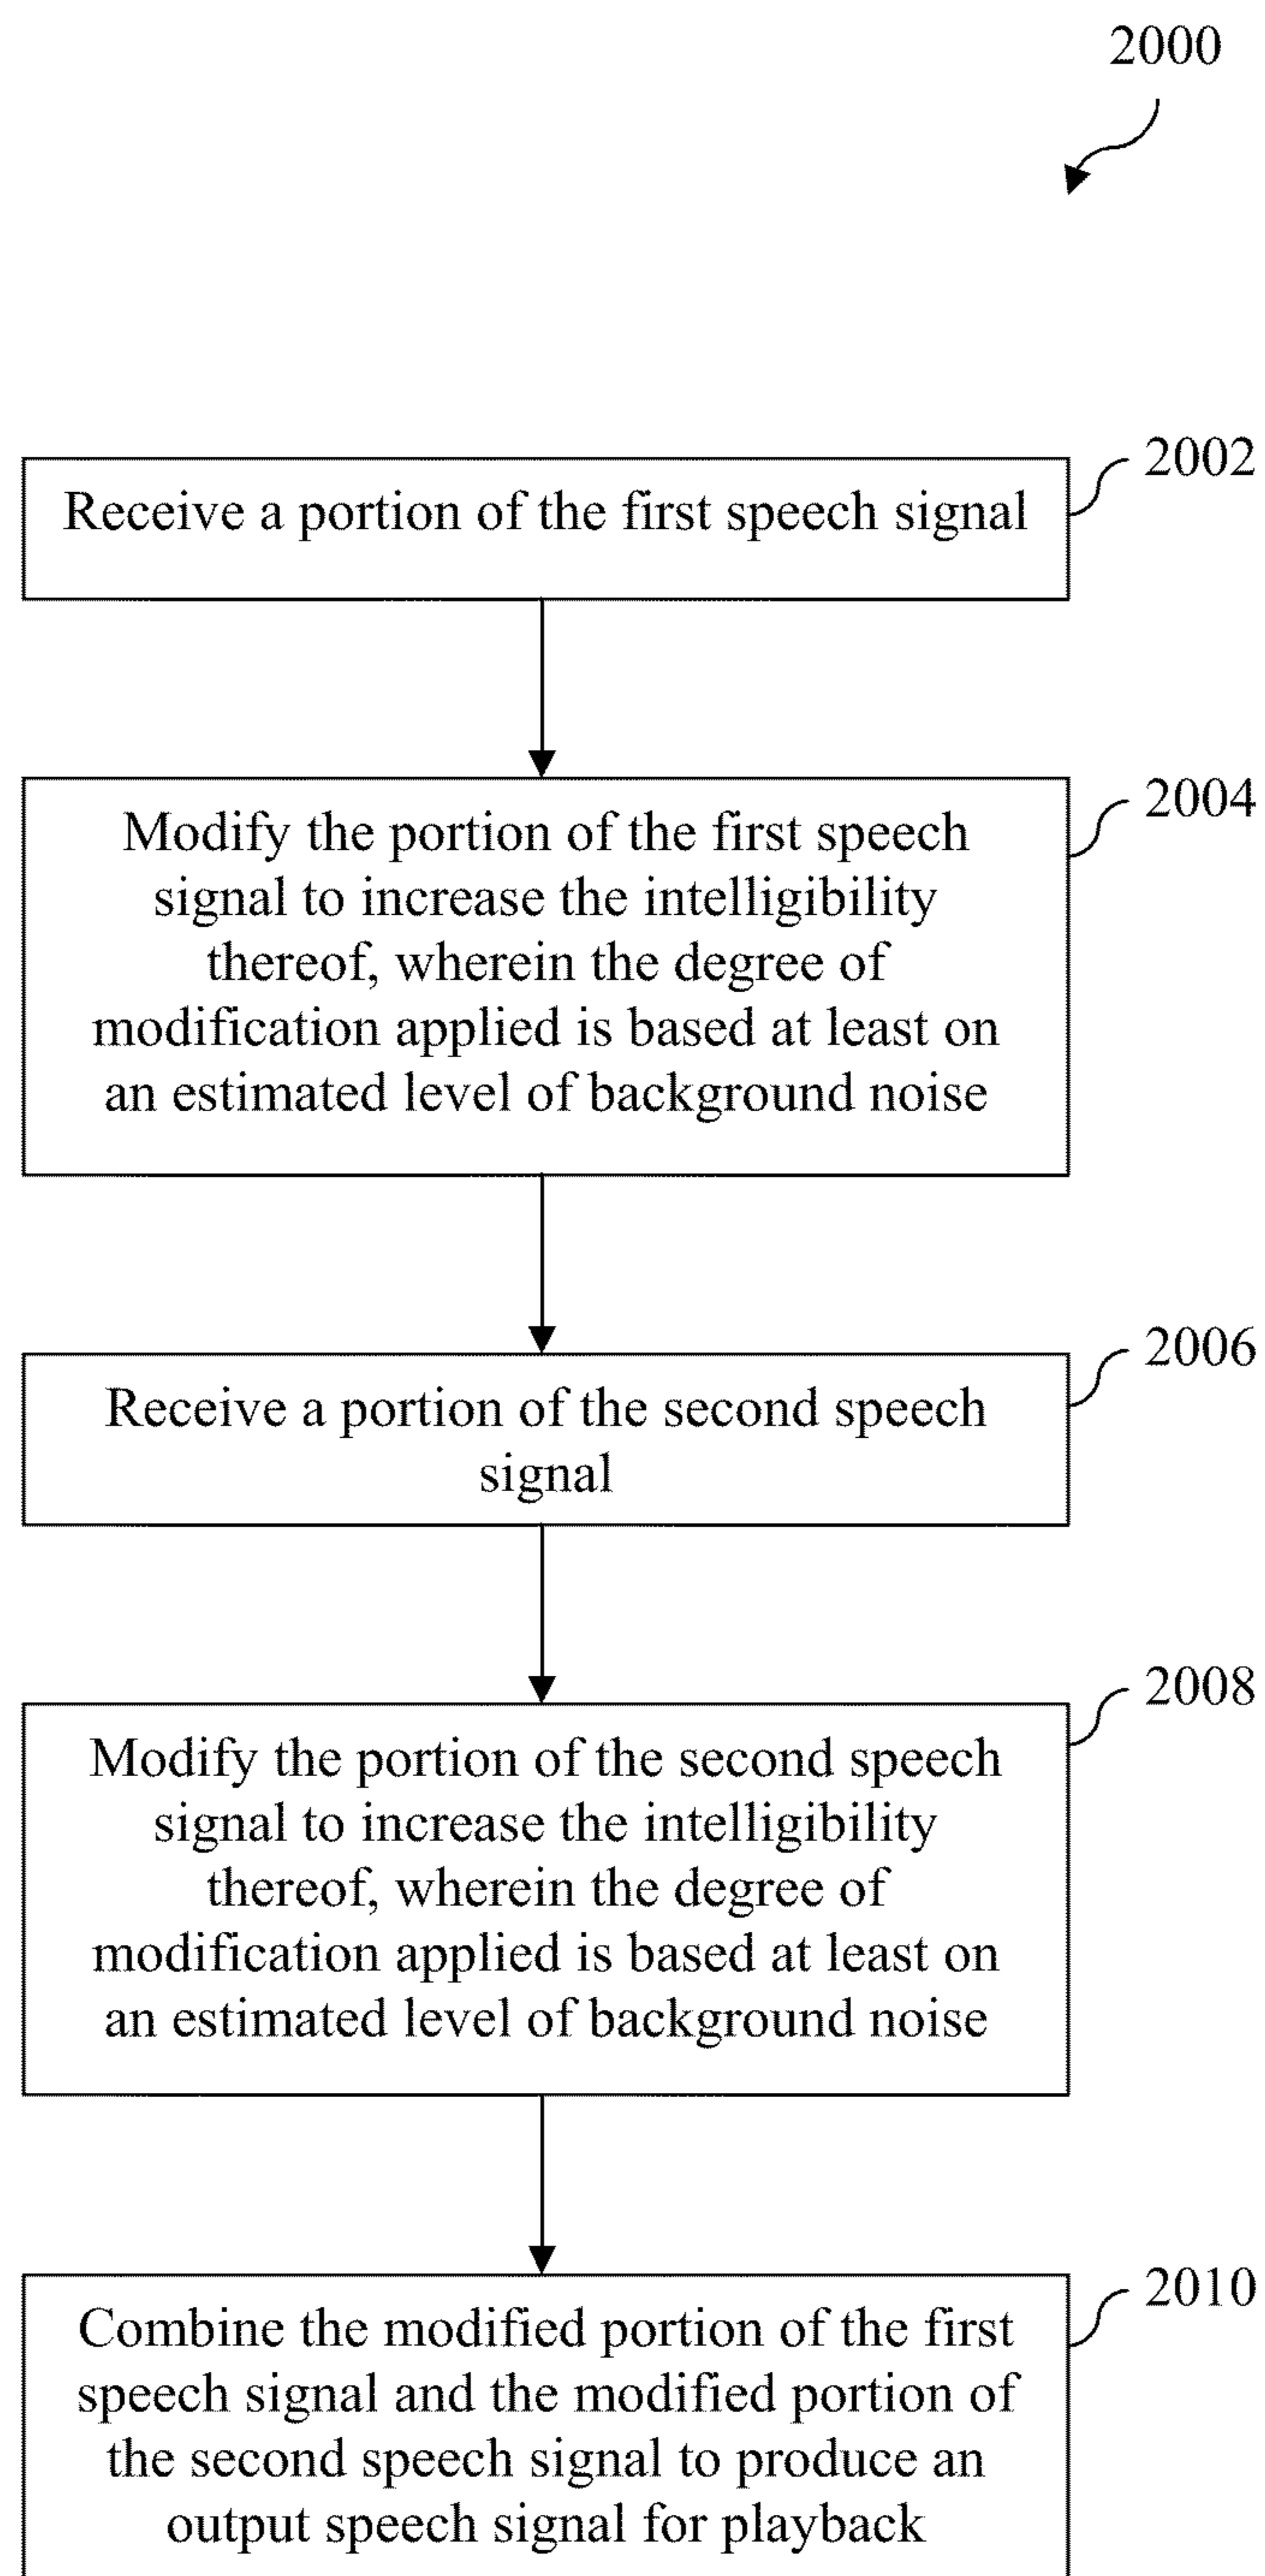 2000
2002
Receive a portion of the first speech signal
2004
Modify the portion of the first speech
signal to increase the intelligibility
thereof, wherein the degree of
modification applied is based at least on
an estimated level of background noise
2006
Receive a portion of the second speech
signal
2008
Modify the portion of the second speech
signal to increase the intelligibility
thereof, wherein the degree of
modification applied is based at least on
an estimated level of background noise
2010
Combine the modified portion of the first
speech signal and the modified portion of
the second speech signal to produce an
output speech signal for playback